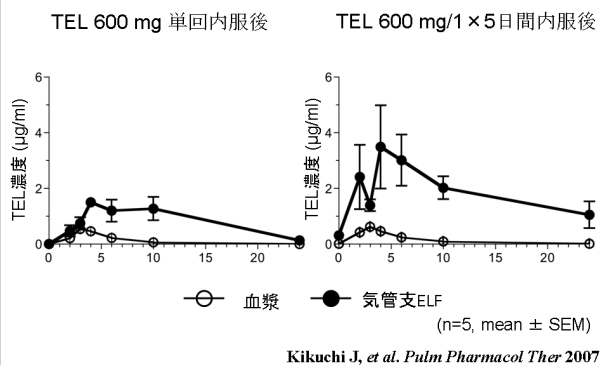 TEL 600 mg 単回内服後
TEL 600 mg/1×5日間内服後
TEL濃度 (μg/ml)
6
4
2
0
0 5 10 15 20
TEL濃度 (μg/ml)
6
4
2
0
0 5 10 15 20
血漿 気管支ELF
(n=5, mean ± SEM)
Kikuchi J, et al. Pulm Pharmacol Ther 2007